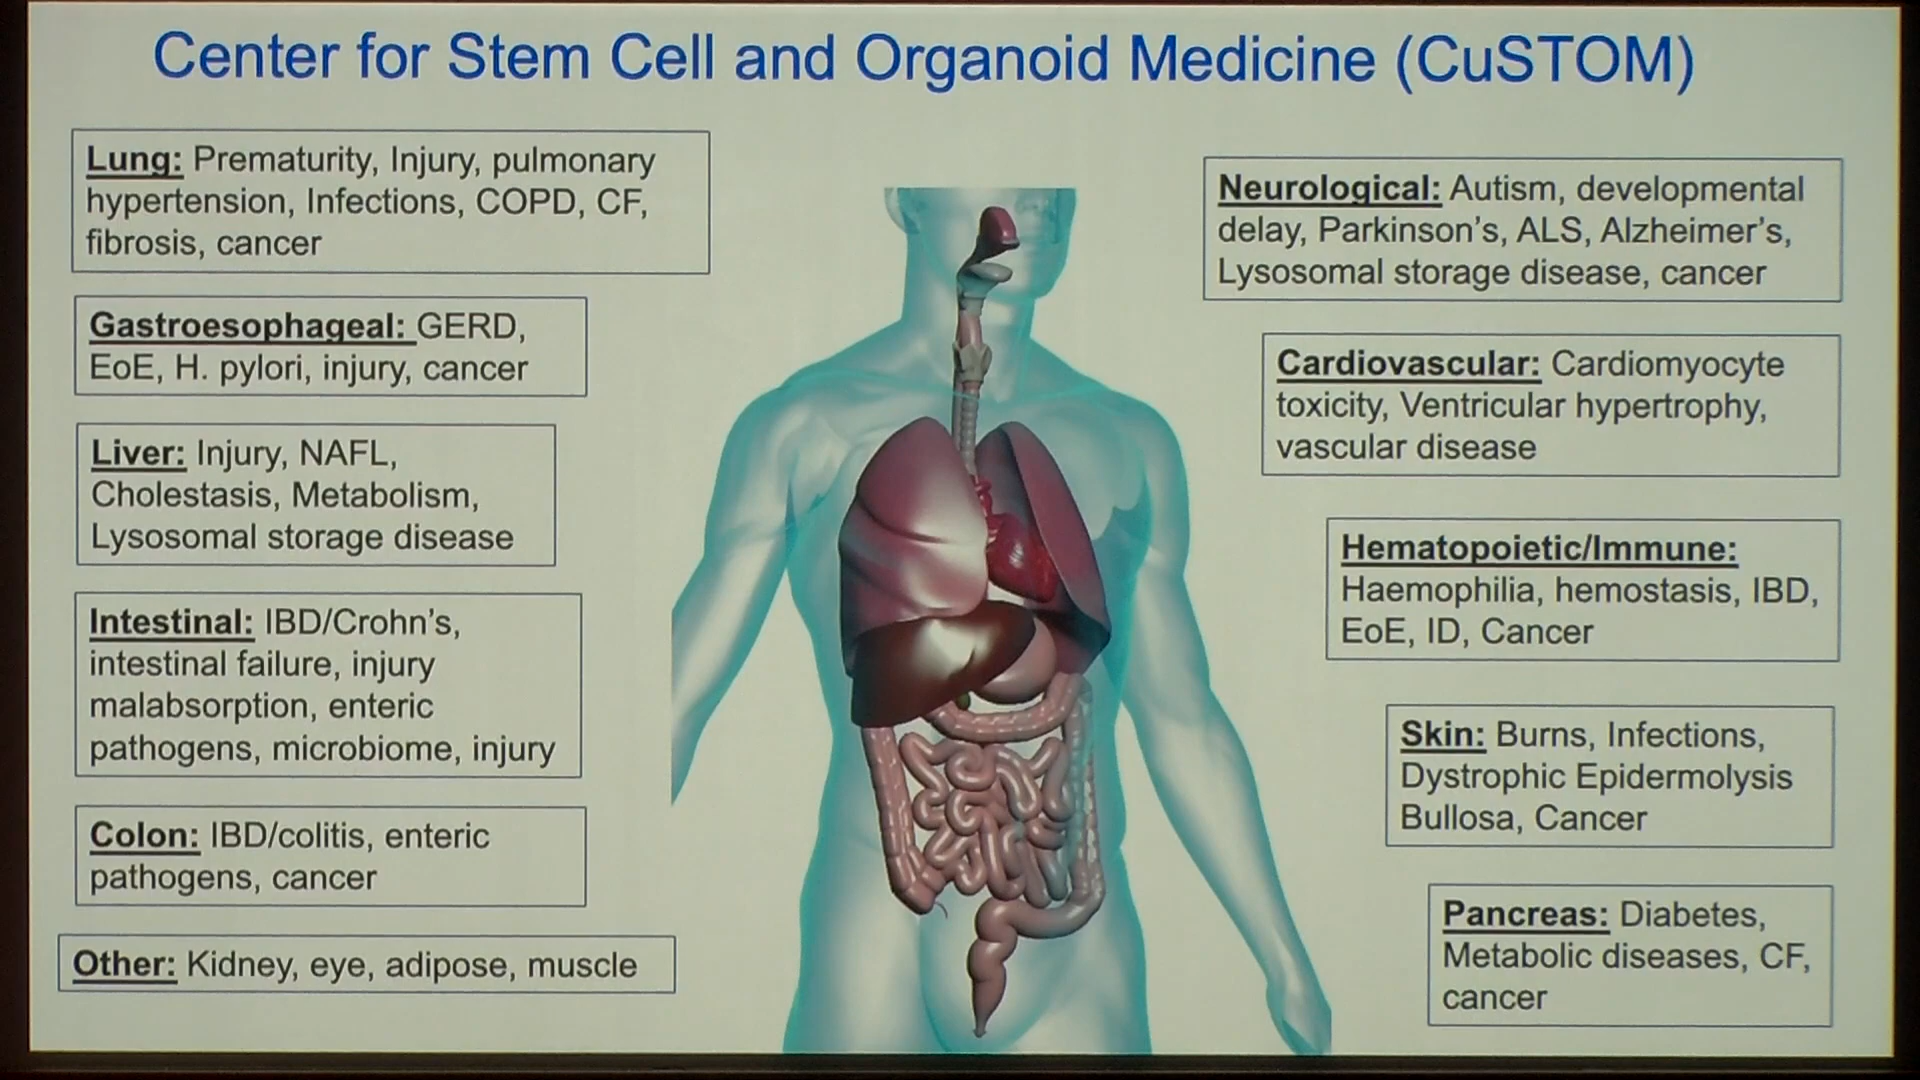 Center for Stem Cell and Organoid Medicine (CuSTOM)
Lung: Prematurity, Injury, pulmonary
hypertension, Infections, COPD, CF,
fibrosis, cancer
Gastroesophageal: GERD,
EoE, H. pylori, injury, cancer
Liver: Injury, NAFL,
Cholestasis, Metabolism,
Lysosomal storage disease
Intestinal: IBD/Crohn's,
intestinal failure, injury
malabsorption, enteric
pathogens, microbiome, injury
Colon: IBD/colitis, enteric
pathogens, cancer
Other: Kidney, eye, adipose, muscle
Neurological: Autism, developmental
delay, Parkinson's, ALS, Alzheimer's,
Lysosomal storage disease, cancer
Cardiovascular: Cardiomyocyte
toxicity, Ventricular hypertrophy,
vascular disease
Hematopoietic/Immune:
Haemophilia, hemostasis, IBD,
EoE, ID, Cancer
Skin: Burns, Infections,
Dystrophic Epidermolysis
Bullosa, Cancer
Pancreas: Diabetes,
Metabolic diseases, CF,
cancer